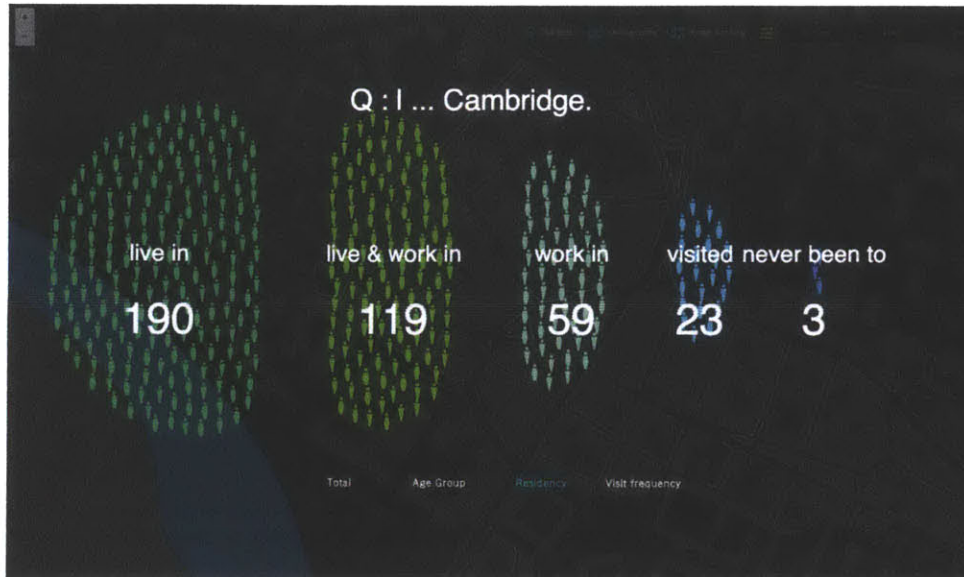 Q : I ... Cambridge.
live in
live & work in
work in
visited
never been to
190
119
59
23
3
Total
Age Group
Residency
Visit frequency